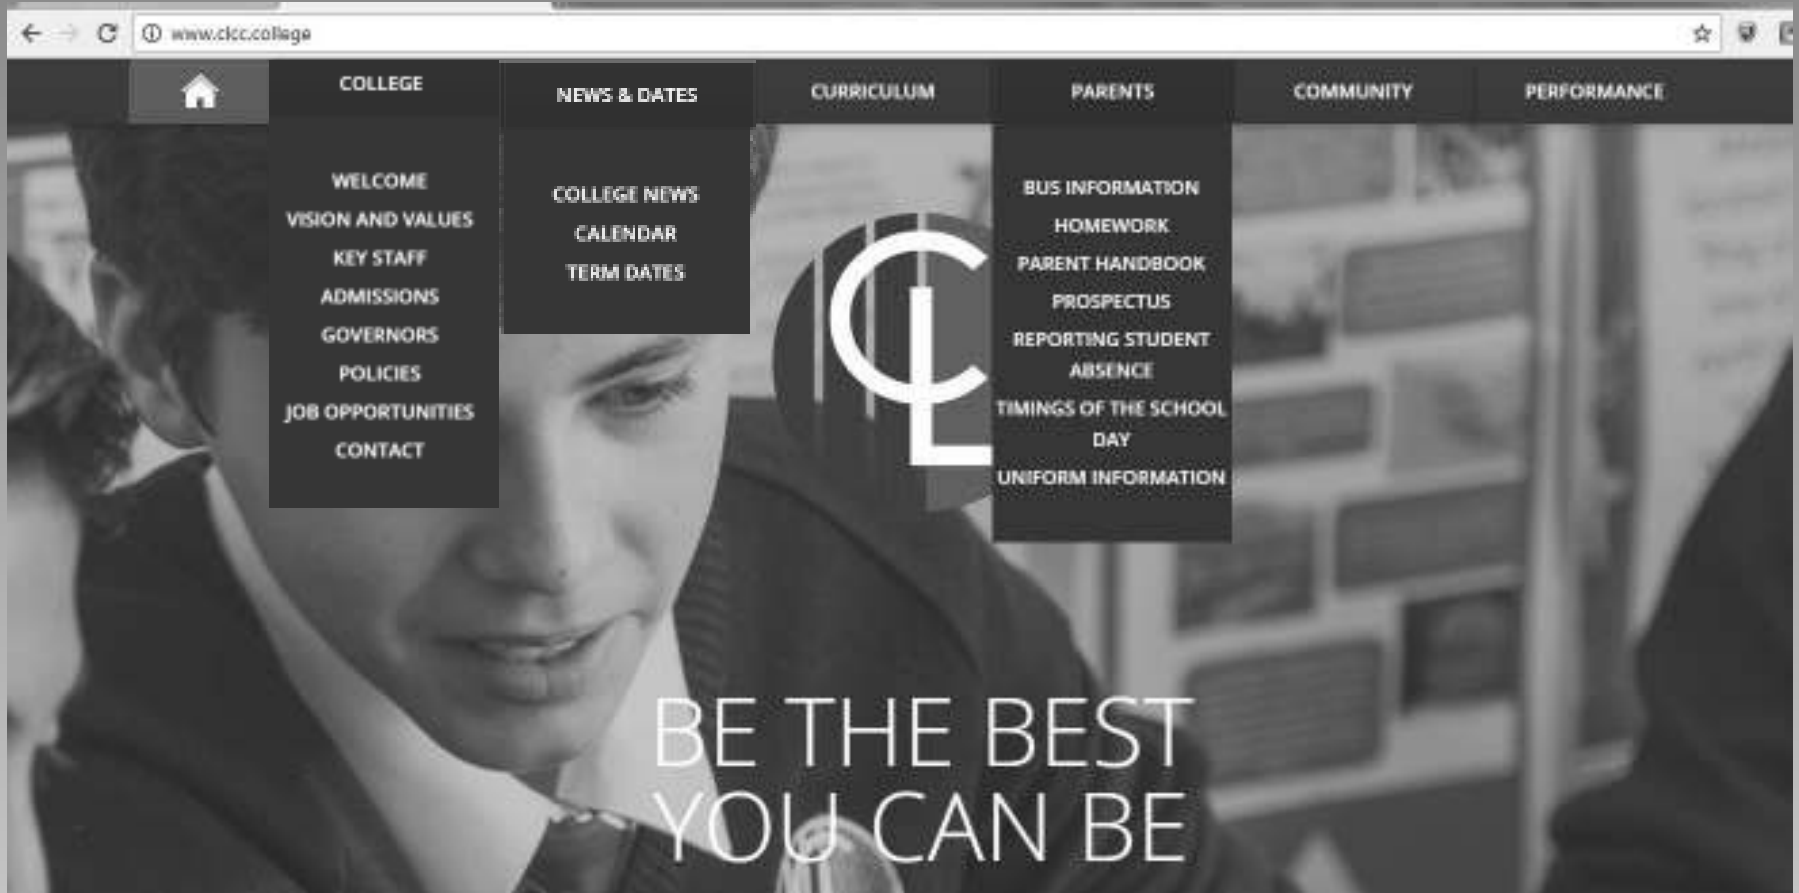 www.clcc.college
COLLEGE
NEWS & DATES
CURRICULUM
PARENTS
COMMUNITY
PERFORMANCE
WELCOME
VISION AND VALUES
KEY STAFF
ADMISSIONS
GOVERNORS
POLICIES
JOB OPPORTUNITIES
CONTACT
COLLEGE NEWS
CALENDAR
TERM DATES
BUS INFORMATION
HOMEWORK
PARENT HANDBOOK
PROSPECTUS
REPORTING STUDENT
ABSENCE
TIMINGS OF THE SCHOOL
DAY
UNIFORM INFORMATION
CL
BE THE BEST
YOU CAN BE